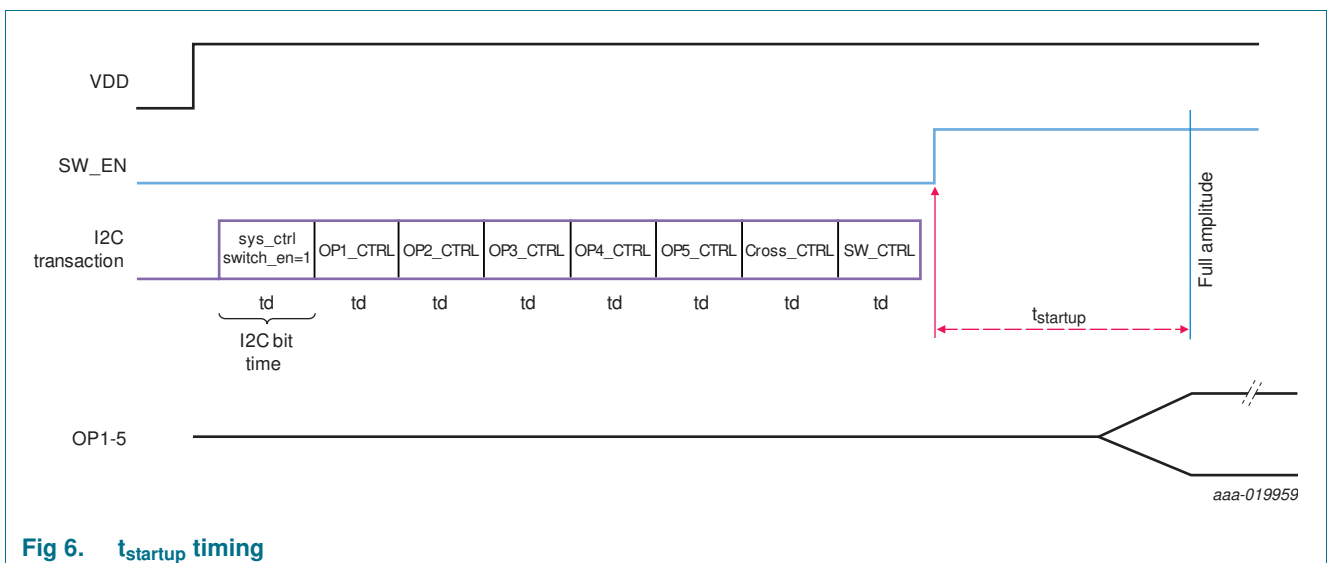 VDD
SW_EN
I2C
transaction
sys_ctrl
switch_en=1
OP1_CTRL
OP2_CTRL
OP3_CTRL
OP4_CTRL
OP5_CTRL
Cross_CTRL
SW_CTRL
td
td
td
td
td
td
td
td
I2C bit
time
tstartup
Full amplitude
OP1-5
aaa-019959
Fig 6. tstartup timing